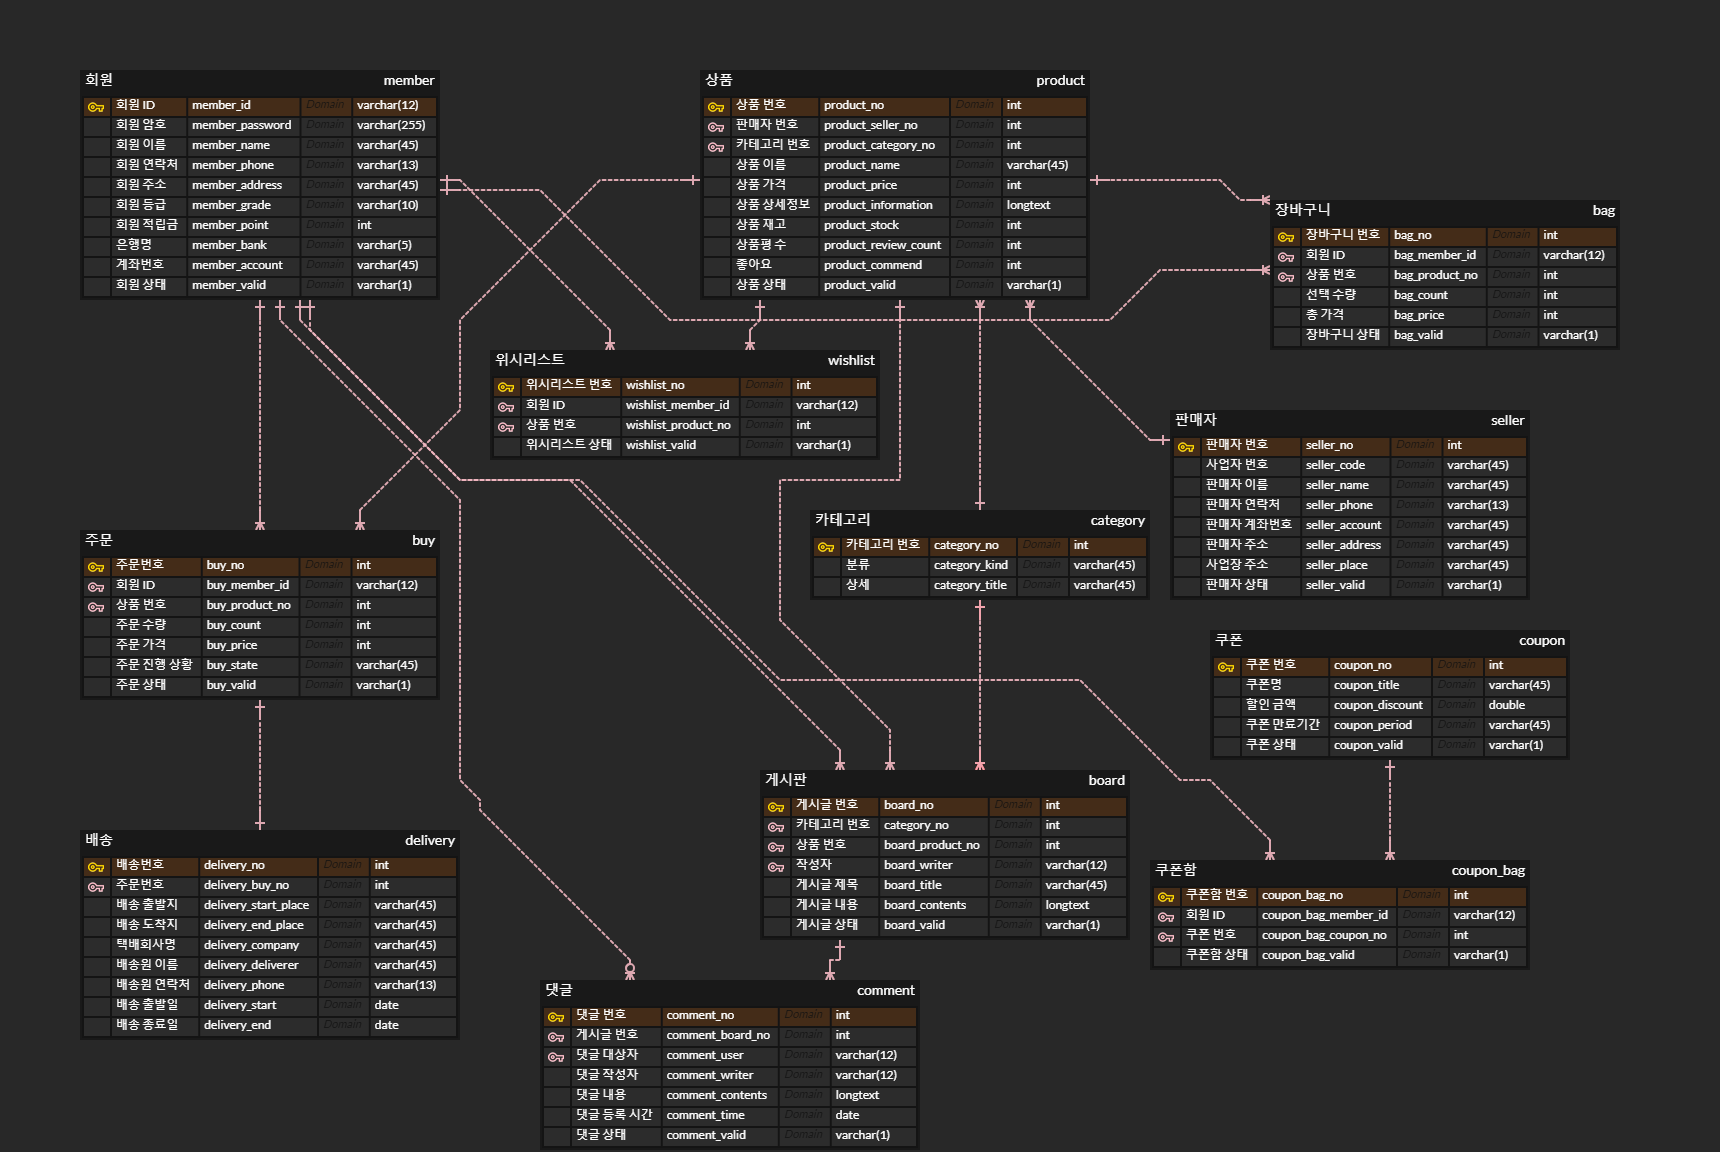 회원 member
회원 ID member_id Domain varchar(12)
회원 암호 member_password Domain varchar(255)
회원 이름 member_name Domain varchar(45)
회원 연락처 member_phone Domain varchar(13)
회원 주소 member_address Domain varchar(45)
회원 등급 member_grade Domain varchar(10)
회원 적립금 member_point Domain int
은행명 member_bank Domain varchar(5)
계좌번호 member_account Domain varchar(45)
회원 상태 member_valid Domain varchar(1)
상품 product
상품 번호 product_no Domain int
판매자 번호 product_seller_no Domain int
카테고리 번호 product_category_no Domain int
상품 이름 product_name Domain varchar(45)
상품 가격 product_price Domain int
상품 상세정보 product_information Domain longtext
상품 재고 product_stock Domain int
상품평 수 product_review_count Domain int
좋아요 product_commend Domain int
상품 상태 product_valid Domain varchar(1)
장바구니 bag
장바구니 번호 bag_no Domain int
회원 ID bag_member_id Domain varchar(12)
상품 번호 bag_product_no Domain int
선택 수량 bag_count Domain int
총 가격 bag_price Domain int
장바구니 상태 bag_valid Domain varchar(1)
위시리스트 wishlist
위시리스트 번호 wishlist_no Domain int
회원 ID wishlist_member_id Domain varchar(12)
상품 번호 wishlist_product_no Domain int
위시리스트 상태 wishlist_valid Domain varchar(1)
판매자 seller
판매자 번호 seller_no Domain int
사업자 번호 seller_code Domain varchar(45)
판매자 이름 seller_name Domain varchar(45)
판매자 연락처 seller_phone Domain varchar(13)
판매자 계좌번호 seller_account Domain varchar(45)
판매자 주소 seller_address Domain varchar(45)
사업장 주소 seller_place Domain varchar(45)
판매자 상태 seller_valid Domain varchar(1)
주문 buy
주문번호 buy_no Domain int
회원 ID buy_member_id Domain varchar(12)
상품 번호 buy_product_no Domain int
주문 수량 buy_count Domain int
주문 가격 buy_price Domain int
주문 진행 상황 buy_state Domain varchar(45)
주문 상태 buy_valid Domain varchar(1)
카테고리 category
카테고리 번호 category_no Domain int
분류 category_kind Domain varchar(45)
상세 category_title Domain varchar(45)
쿠폰 coupon
쿠폰 번호 coupon_no Domain int
쿠폰명 coupon_title Domain varchar(45)
할인 금액 coupon_discount Domain double
쿠폰 만료기간 coupon_period Domain varchar(45)
쿠폰 상태 coupon_valid Domain varchar(1)
게시판 board
게시글 번호 board_no Domain int
카테고리 번호 category_no Domain int
상품 번호 board_product_no Domain int
작성자 board_writer Domain varchar(12)
게시글 제목 board_title Domain varchar(45)
게시글 내용 board_contents Domain longtext
게시글 상태 board_valid Domain varchar(1)
배송 delivery
배송번호 delivery_no Domain int
주문번호 delivery_buy_no Domain int
배송 출발지 delivery_start_place Domain varchar(45)
배송 도착지 delivery_end_place Domain varchar(45)
택배회사명 delivery_company Domain varchar(45)
배송원 이름 delivery_deliverer Domain varchar(45)
배송원 연락처 delivery_phone Domain varchar(13)
배송 출발일 delivery_start Domain date
배송 종료일 delivery_end Domain date
쿠폰함 coupon_bag
쿠폰함 번호 coupon_bag_no Domain int
회원 ID coupon_bag_member_id Domain varchar(12)
쿠폰 번호 coupon_bag_coupon_no Domain int
쿠폰함 상태 coupon_bag_valid Domain varchar(1)
댓글 comment
댓글 번호 comment_no Domain int
게시글 번호 comment_board_no Domain int
댓글 대상자 comment_user Domain varchar(12)
댓글 작성자 comment_writer Domain varchar(12)
댓글 내용 comment_contents Domain longtext
댓글 등록 시간 comment_time Domain date
댓글 상태 comment_valid Domain varchar(1)